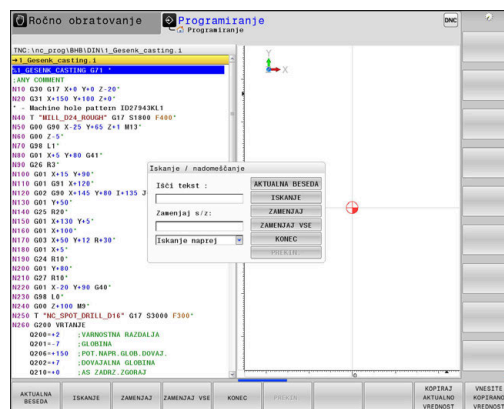 Ročno obratovanje
Programiranje
Programiranje
DNC
TNC:\nc_prog\BHB\DIN\1_Gesenk_casting.i
→1_Gesenk_casting.i
%1_GESENK_CASTING G71 *
;ANY COMMENT
N10 G30 G17 X+0 Y+0 Z-20*
N20 G31 X+150 Y+100 Z+0*
* - Machino hole pattern ID27943KL1
N40 T "MILL_D24_ROUGH" G17 S1800 F400*
N50 G00 G90 X-25 Y+65 Z+1 M13*
N60 G00 Z-5*
N70 G98 L1*
N80 G01 X+5 Y+80 G41*
N90 G26 R3*
N100 G01 X+15 Y+90*
N110 G01 G91 X+120*
N120 G02 G90 X+145 Y+80 I+135 J
N130 G01 Y+50*
N140 G25 R20*
N150 G01 X+130 Y+5*
N160 G01 X+100*
N170 G03 X+50 Y+12 R+30*
N180 G01 X+5*
N190 G24 R10*
N200 G01 Y+80*
N210 G27 R10*
N220 G01 X-20 Y+90 G40*
N230 G98 L0*
N240 G00 Z+100 M9*
N250 T "NC_SPOT_DRILL_D16" G17 S3000 F300*
N260 G200 VRTANJE
Q200=+2 ;VARNOSTNA RAZDALJA
Q201=-7 ;GLOBINA
Q206=+150 ;POT.NAPR.GLOB.DOVAJ.
Q202=+7 ;DOVAJALNA GLOBINA
Q210=+0 ;AS ZADRZ.ZGORAJ
Y
X
Iskanje / nadomeščanje
Išči tekst :
Zamenjaj s/z:
Iskanje naprej
AKTUALNA BESEDA
ISKANJE
ZAMENJAJ
ZAMENJAJ VSE
KONEC
PREKIN.
AKTUALNA BESEDA
ISKANJE
ZAMENJAJ
ZAMENJAJ VSE
KONEC
PREKIN.
KOPIRAJ AKTUALNO VREDNOST
VNESITE KOPIRANO VREDNOST